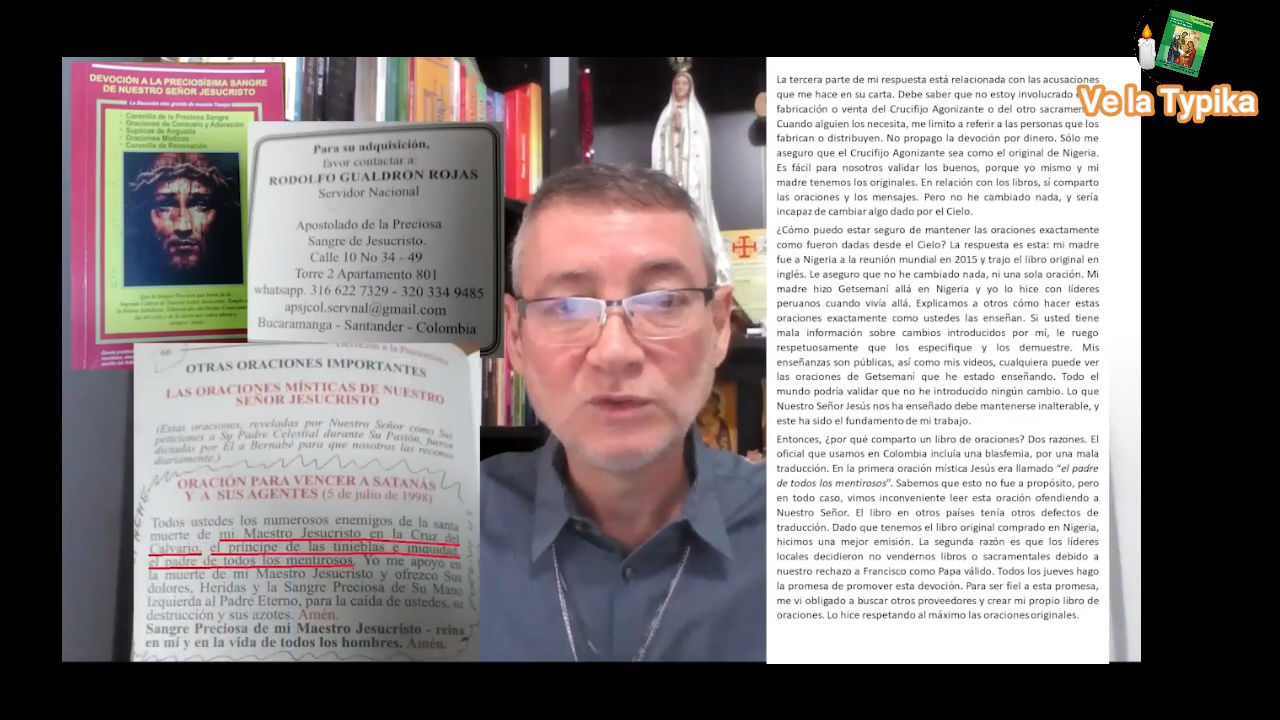 DEVOCIÓN A LA PRECIOSÍSIMA SANGRE
DE NUESTRO SEÑOR JESUCRISTO
La Devoción más grande de nuestro Tiempo
• Coronilla de la Preciosa Sangre
• Oraciones de Consuelo y Adoración
• Súplicas de Angustia
• Oraciones Místicas
• Coronilla de Renovación
Para su adquisición,
favor contactar a:
RODOLFO GUALDRON ROJAS
Servidor Nacional
Apostolado de la Preciosa
Sangre de Jesucristo.
Calle 10 No 34 - 49
Torre 2 Apartamento 801
whatsapp. 316 622 7329 - 320 334 9485
apsjcol.servnal@gmail.com
Bucaramanga - Santander - Colombia
66
Devoción a la Preciosísima
OTRAS ORACIONES IMPORTANTES
LAS ORACIONES MÍSTICAS DE NUESTRO
SEÑOR JESUCRISTO
(Estas oraciones, reveladas por Nuestro Señor como Sus
peticiones a Su Padre Celestial durante Su Pasión, fueron
dictadas por Él a Bernabé para que nosotros las recemos
diariamente.)
ORACIÓN PARA VENCER A SATANÁS
Y A SUS AGENTES (5 de julio de 1998)
Todos ustedes los numerosos enemigos de la santa
muerte de mi Maestro Jesucristo en la Cruz del
Calvario, el príncipe de las tinieblas e iniquidad,
el padre de todos los mentirosos. Yo me apoyo en
la muerte de mi Maestro Jesucristo y ofrezco Sus
dolores, Heridas y la Sangre Preciosa de Su Mano
Izquierda al Padre Eterno, para la caída de ustedes, su
destrucción y sus azotes. Amén.
Sangre Preciosa de mi Maestro Jesucristo - reina
en mí y en la vida de todos los hombres. Amén.
Ve la Typika
La tercera parte de mi respuesta está relacionada con las acusaciones
que me hace en su carta. Debe saber que no estoy involucrado
fabricación o venta del Crucifijo Agonizante o del otro
Cuando alguien los necesita, me limito a referir a las personas que los
fabrican o distribuyen. No propago la devoción por dinero. Sólo me
aseguro que el Crucifijo Agonizante sea como el original de Nigeria.
Es fácil para nosotros validar los buenos, porque yo mísmo y mi
madre tenemos los originales. En relación con los libros, sí comparto
las oraciones y los mensajes. Pero no he cambiado nada, y sería
incapaz de cambiar algo dado por el Cielo.
¿Cómo puedo estar seguro de mantener las oraciones exactamente
como fueron dadas desde el Cielo? La respuesta es esta: mi madre
fue a Nigeria a la reunión mundial en 2015 y trajo el libro original en
inglés. Le aseguro que no he cambiado nada, ni una sola oración. Mi
madre hizo Getsemaní allá en Nigeria y yo lo hice con líderes
peruanos cuando vivía allá. Explicamos a otros cómo hacer estas
oraciones exactamente como ustedes las enseñan. Si usted tiene
mala información sobre cambios introducidos por mí, le ruego
respetuosamente que los especifique y los demuestre. Mis
enseñanzas son públicas, así como mis videos, cualquiera puede ver
las oraciones de Getsemaní que he estado enseñando. Todo el
mundo podría validar que no he introducido ningún cambio. Lo que
Nuestro Señor Jesús nos ha enseñado debe mantenerse inalterable, y
este ha sido el fundamento de mi trabajo.
Entonces, ¿por qué comparto un libro de oraciones? Dos razones. El
oficial que usamos en Colombia incluía una blasfemia, por una mala
traducción. En la primera oración mística Jesús era llamado “el padre
de todos los mentirosos”. Sabemos que esto no fue a propósito, pero
en todo caso, vimos inconveniente leer esta oración ofendiendo a
Nuestro Señor. El libro en otros países tenía otros defectos de
traducción. Dado que tenemos el libro original comprado en Nigeria,
hicimos una mejor emisión. La segunda razón es que los líderes
locales decidieron no vendernos libros o sacramentales debido a
nuestro rechazo a Francisco como Papa válido. Todos los jueves hago
la promesa de promover esta devoción. Para ser fiel a esta promesa,
me vi obligado a buscar otros proveedores y crear mi propio libro de
oraciones. Lo hice respetando al máximo las oraciones originales.